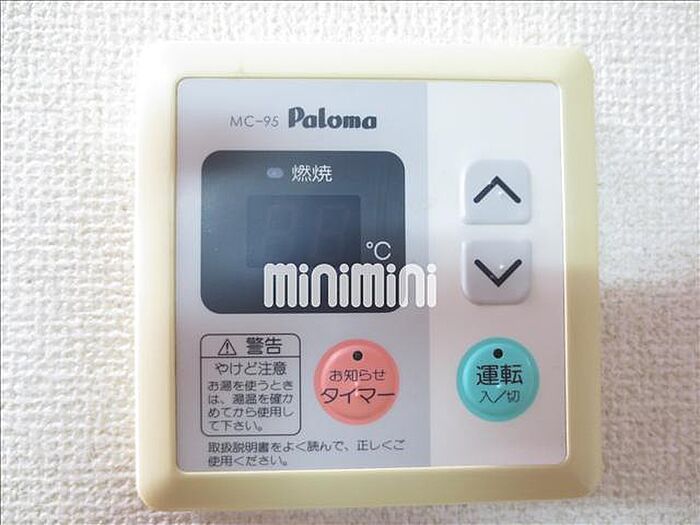 MC-95 Paloma
燃焼
℃
minimini
警告
やけど注意
お湯を使うとき
は、湯温を確か
めてから使用し
て下さい。
お知らせ
タイマー
運転
入/切
取扱説明書をよく読んで、正しくご
使用ください。